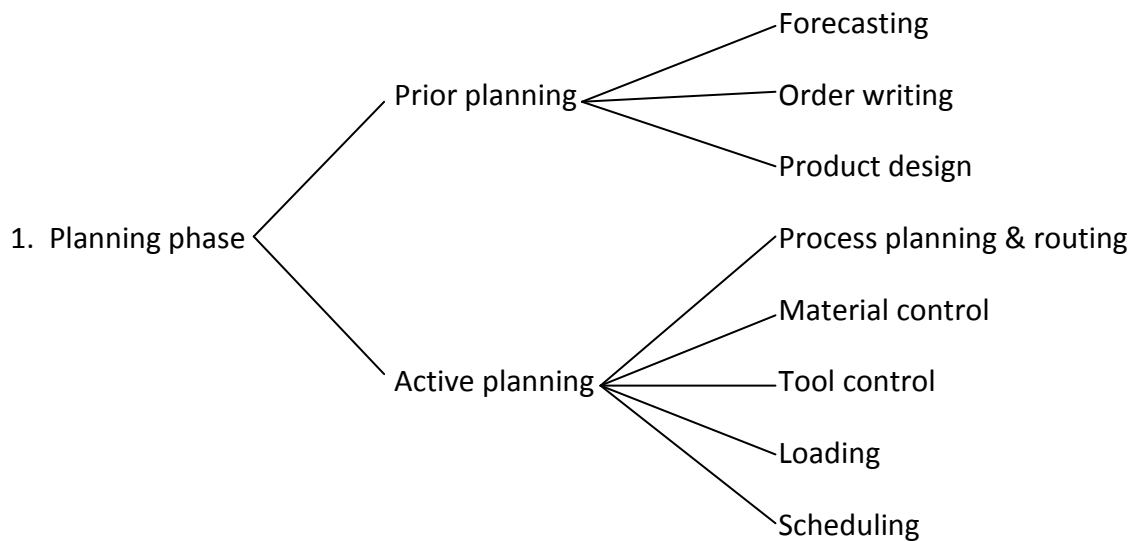 Forecasting
Prior planning
Order writing
Product design
1. Planning phase
Process planning & routing
Material control
Active planning
Tool control
Loading
Scheduling